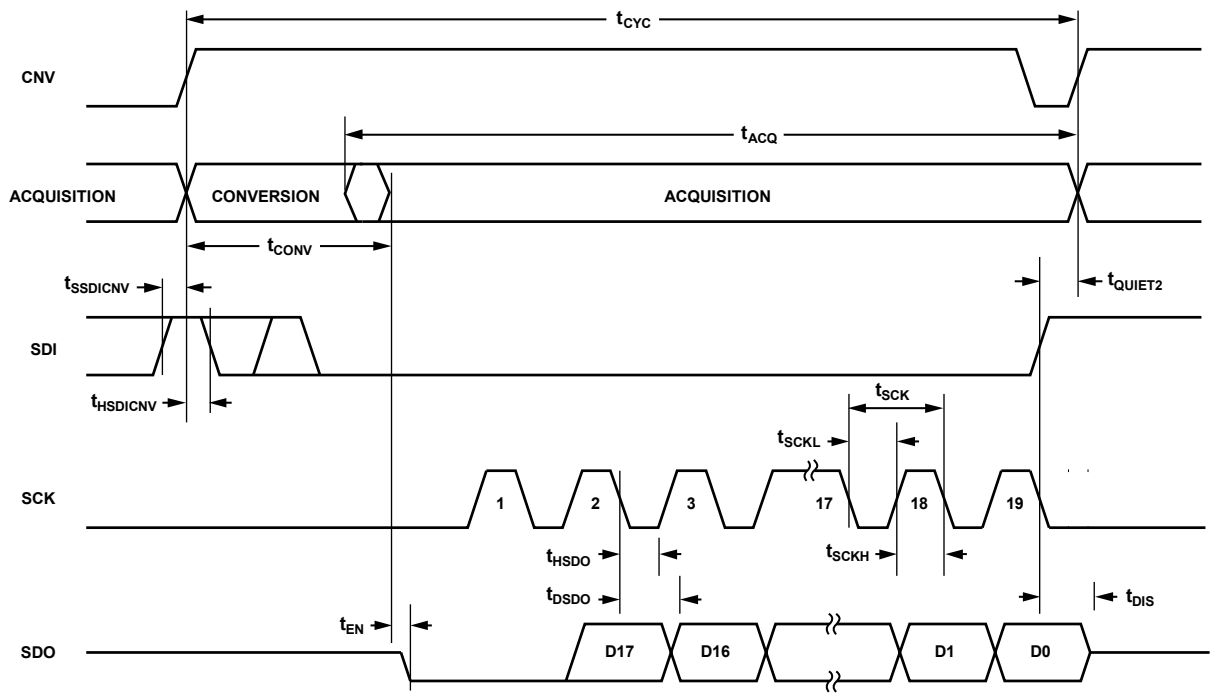 tCYC
CNV
tACQ
ACQUISITION CONVERSION ACQUISITION
tCONV
tSSDICNV
tQUIET2
SDI
tHSDICNV
tSCK
tSCKL
SCK 1 2 3 17 18 19
tHSDO
tSCKH
tDSDO
tDIS
tEN
SDO D17 D16 D1 D0